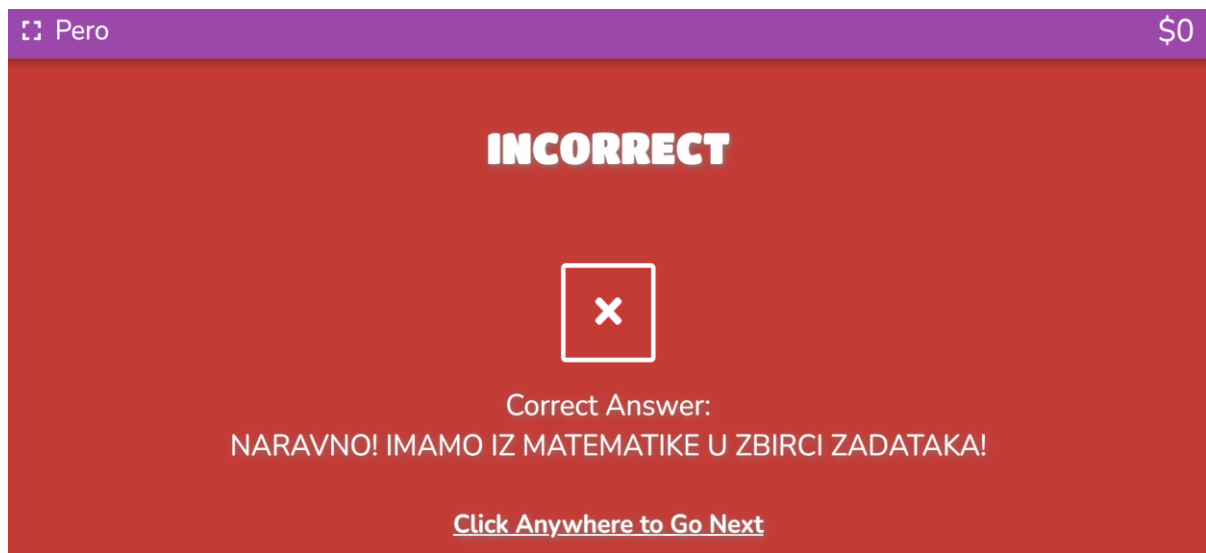 Pero
$0
INCORRECT
Correct Answer:
NARAVNO! IMAMO IZ MATEMATIKE U ZBIRCI ZADATAKA!
Click Anywhere to Go Next